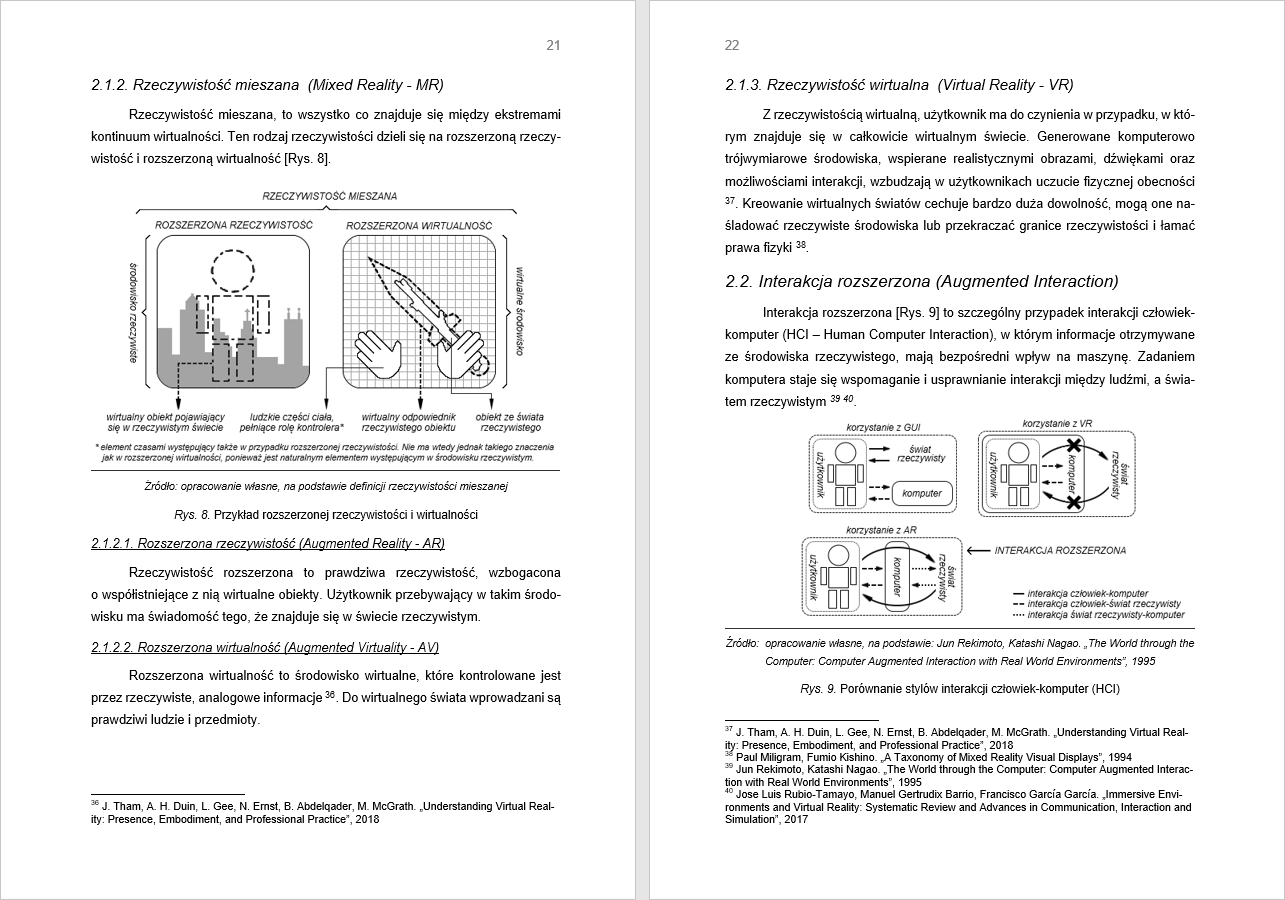 21
2.1.2. Rzeczywistość mieszana  (Mixed Reality - MR)
Rzeczywistość mieszana, to wszystko co znajduje się między ekstremami
kontinuum wirtualności. Ten rodzaj rzeczywistości dzieli się na rozszerzoną rzeczy-
wistość i rozszerzoną wirtualność [Rys. 8].
RZECZYWISTOŚĆ MIESZANA
ROZSZERZONA RZECZYWISTOŚĆ
ROZSZERZONA WIRTUALNOŚĆ
środowisko rzeczywiste
wirtualne środowisko
wirtualny obiekt pojawiający
się w rzeczywistym świecie
ludzkie części ciała,
pełniące rolę kontrolera*
wirtualny odpowiednik
rzeczywistego obiektu
obiekt ze świata
rzeczywistego
* element czasami występujący także w przypadku rozszerzonej rzeczywistości. Nie ma wtedy jednak takiego znaczenia
jak w rozszerzonej wirtualności, ponieważ jest naturalnym elementem występującym w środowisku rzeczywistym.
Źródło: opracowanie własne, na podstawie definicji rzeczywistości mieszanej
Rys. 8. Przykład rozszerzonej rzeczywistości i wirtualności
2.1.2.1. Rozszerzona rzeczywistość (Augmented Reality - AR)
Rzeczywistość rozszerzona to prawdziwa rzeczywistość, wzbogacona
o współistniejące z nią wirtualne obiekty. Użytkownik przebywający w takim środo-
wisku ma świadomość tego, że znajduje się w świecie rzeczywistym.
2.1.2.2. Rozszerzona wirtualność (Augmented Virtuality - AV)
Rozszerzona wirtualność to środowisko wirtualne, które kontrolowane jest
przez rzeczywiste, analogowe informacje 36. Do wirtualnego świata wprowadzani są
prawdziwi ludzie i przedmioty.
36 J. Tham, A. H. Duin, L. Gee, N. Ernst, B. Abdelqader, M. McGrath. „Understanding Virtual Real-
ity: Presence, Embodiment, and Professional Practice”, 2018
22
2.1.3. Rzeczywistość wirtualna  (Virtual Reality - VR)
Z rzeczywistością wirtualną, użytkownik ma do czynienia w przypadku, w któ-
rym znajduje się w całkowicie wirtualnym świecie. Generowane komputerowo
trójwymiarowe środowiska, wspierane realistycznymi obrazami, dźwiękami oraz
możliwościami interakcji, wzbudzają w użytkownikach uczucie fizycznej obecności
37. Kreowanie wirtualnych światów cechuje bardzo duża dowolność, mogą one na-
śladować rzeczywiste środowiska lub przekraczać granice rzeczywistości i łamać
prawa fizyki 38.
2.2. Interakcja rozszerzona (Augmented Interaction)
Interakcja rozszerzona [Rys. 9] to szczególny przypadek interakcji człowiek-
komputer (HCI – Human Computer Interaction), w którym informacje otrzymywane
ze środowiska rzeczywistego, mają bezpośredni wpływ na maszynę. Zadaniem
komputera staje się wspomaganie i usprawnianie interakcji między ludźmi, a świa-
tem rzeczywistym 39 40.
korzystanie z GUI
użytkownik
świat
rzeczywisty
komputer
korzystanie z VR
użytkownik
komputer
świat
rzeczywisty
korzystanie z AR
użytkownik
komputer
świat
rzeczywisty
INTERAKCJA ROZSZERZONA
interakcja człowiek-komputer
interakcja człowiek-świat rzeczywisty
interakcja świat rzeczywisty-komputer
Źródło:  opracowanie własne, na podstawie: Jun Rekimoto, Katashi Nagao. „The World through the
Computer: Computer Augmented Interaction with Real World Environments”, 1995
Rys. 9. Porównanie stylów interakcji człowiek-komputer (HCI)
37 J. Tham, A. H. Duin, L. Gee, N. Ernst, B. Abdelqader, M. McGrath. „Understanding Virtual Real-
ity: Presence, Embodiment, and Professional Practice”, 2018
38 Paul Miligram, Fumio Kishino. „A Taxonomy of Mixed Reality Visual Displays”, 1994
39 Jun Rekimoto, Katashi Nagao. „The World through the Computer: Computer Augmented Interac-
tion with Real World Environments”, 1995
40 Jose Luis Rubio-Tamayo, Manuel Gertrudix Barrio, Francisco García García. „Immersive Envi-
ronments and Virtual Reality: Systematic Review and Advances in Communication, Interaction and
Simulation”, 2017